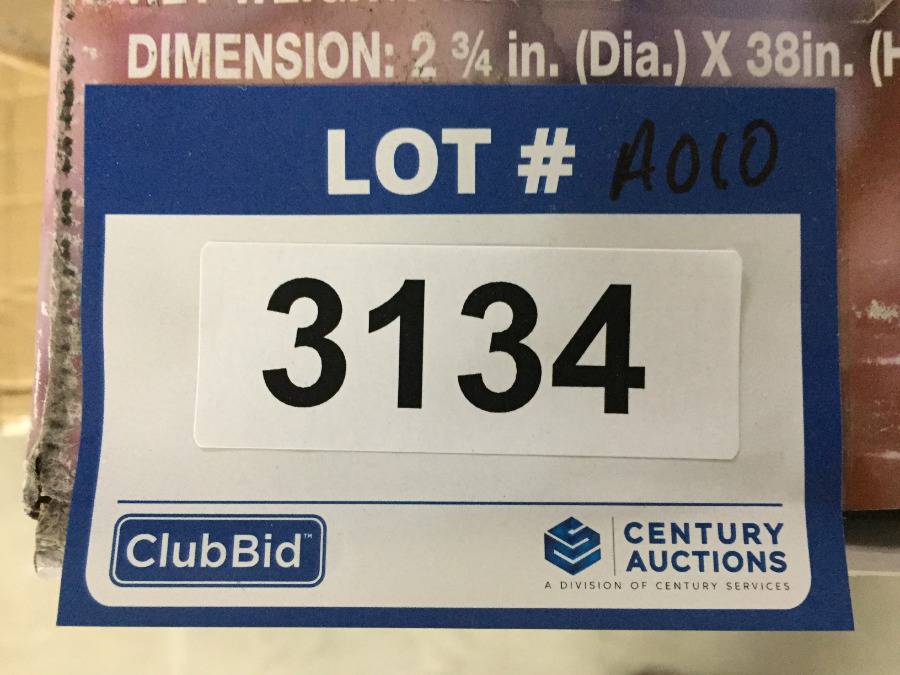 DIMENSION: 2 ¾ in. (Dia.) X 38in. (H
LOT # A010
3134
ClubBid™
CENTURY
AUCTIONS
A DIVISION OF CENTURY SERVICES